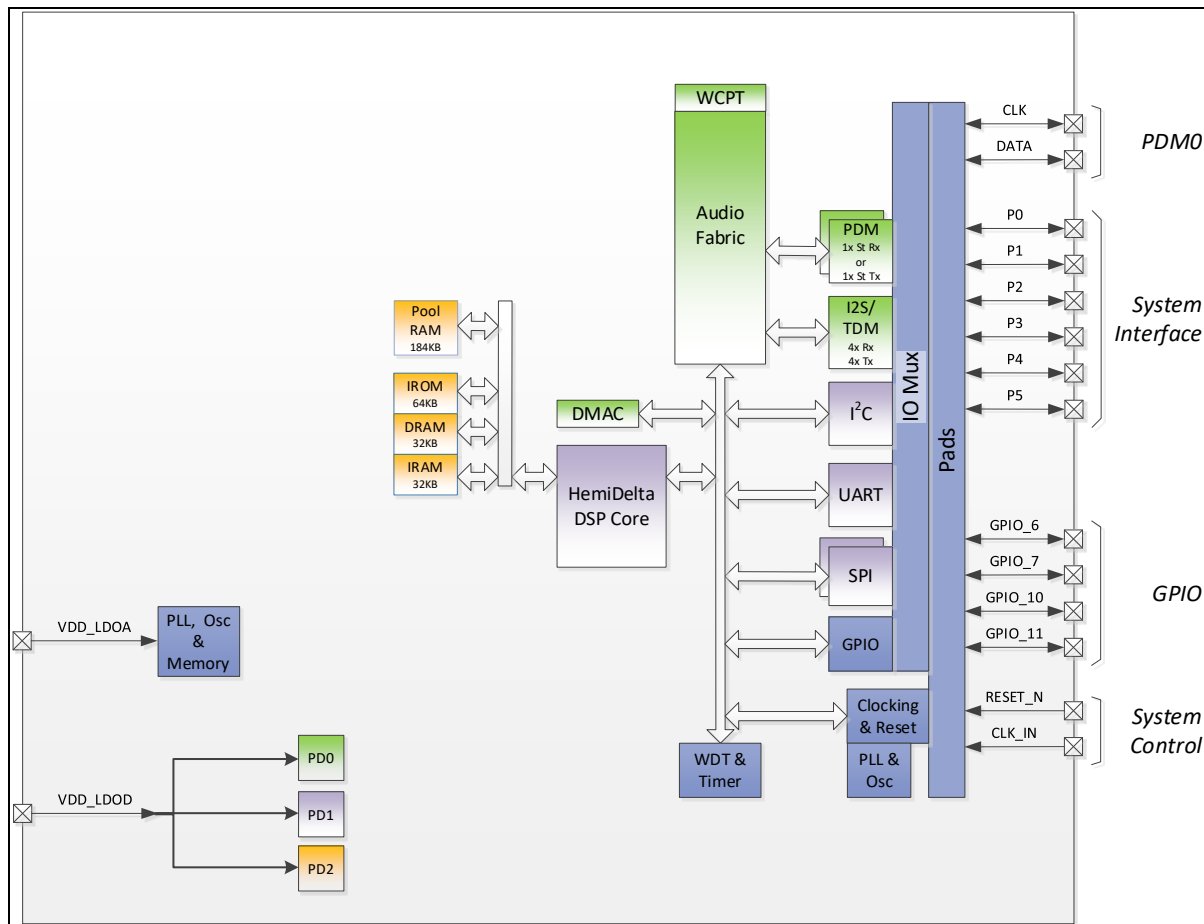 WCPT
Audio
Fabric
PDM
1x St Rx
or
1x St Tx
I2S/
TDM
4x Rx
4x Tx
I²C
UART
SPI
GPIO
IO Mux
Pads
Clocking
& Reset
PLL &
Osc
WDT &
Timer
DMAC
HemiDelta
DSP Core
Pool
RAM
184KB
IROM
64KB
DRAM
32KB
IRAM
32KB
CLK
DATA
PDM0
P0
P1
P2
P3
P4
P5
System
Interface
GPIO_6
GPIO_7
GPIO_10
GPIO_11
GPIO
RESET_N
CLK_IN
System
Control
VDD_LDOA
PLL, Osc
&
Memory
VDD_LDOD
PD0
PD1
PD2